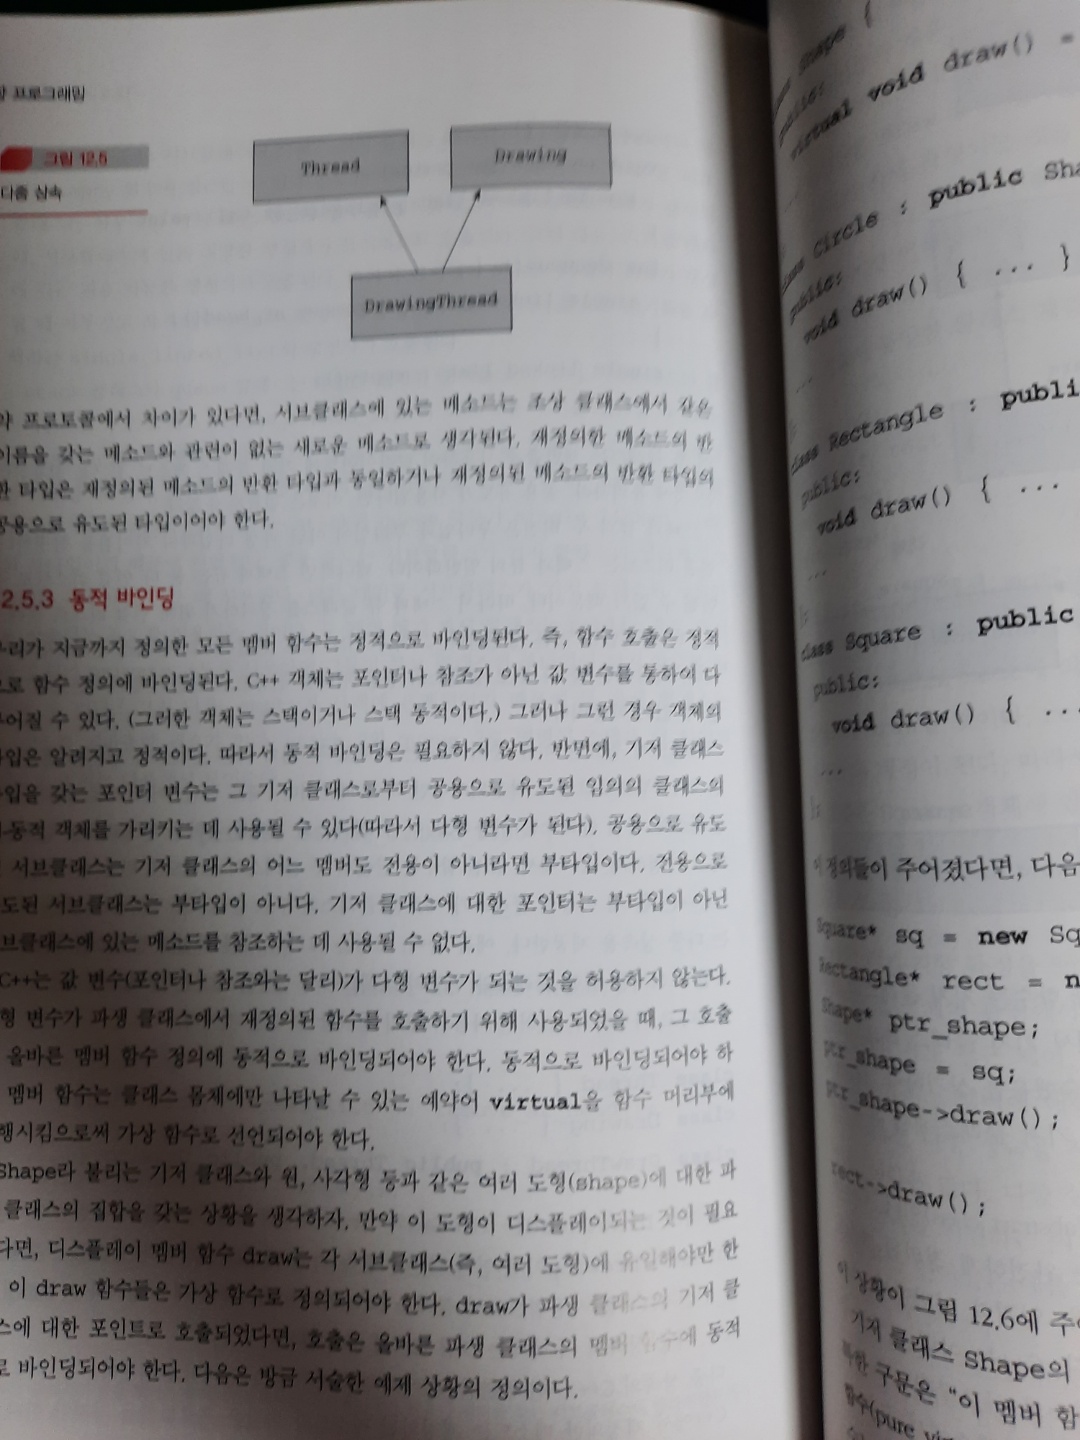 프로그래밍
그림 12.5
다중 상속
Thread
Drawing
DrawingThread
약 프로토콜에서 차이가 있다면, 서브클래스에 있는 메소드는 조상 클래스에서 같은
이름을 갖는 메소드와 관련이 없는 새로운 메소드로 생각된다. 재정의한 메소드의 반
환 타입은 재정의된 메소드의 반환 타입과 동일하거나 재정의된 메소드의 반환 타입의
공용으로 유도된 타입이어야 한다.
2.5.3 동적 바인딩
우리가 지금까지 정의한 모든 멤버 함수는 정적으로 바인딩된다. 즉, 함수 호출은 정적
으로 함수 정의에 바인딩된다. C++ 객체는 포인터나 참조가 아닌 값 변수를 통하여 다
루어질 수 있다. (그러한 객체는 스택이거나 스택 동적이다.) 그러나 그런 경우 객체의
타입은 알려지고 정적이다. 따라서 동적 바인딩은 필요하지 않다. 반면에, 기저 클래스
타입을 갖는 포인터 변수는 그 기저 클래스로부터 공용으로 유도된 임의의 클래스의
동적 객체를 가리키는 데 사용될 수 있다(따라서 다형 변수가 된다). 공용으로 유도
서브클래스는 기저 클래스의 어느 멤버도 전용이 아니라면 부타입이다. 전용으로
도된 서브클래스는 부타입이 아니다. 기저 클래스에 대한 포인터는 부타입이 아닌
브클래스에 있는 메소드를 참조하는 데 사용될 수 없다.
C++는 값 변수(포인터나 참조와는 달리)가 다형 변수가 되는 것을 허용하지 않는다.
형 변수가 파생 클래스에서 재정의된 함수를 호출하기 위해 사용되었을 때, 그 호출
올바른 멤버 함수 정의에 동적으로 바인딩되어야 한다. 동적으로 바인딩되어야 하
멤버 함수는 클래스 몸체에만 나타날 수 있는 예약어 virtual을 함수 머리부에
행시킴으로써 가상 함수로 선언되어야 한다.
Shape라 불리는 기저 클래스와 원, 사각형 등과 같은 여러 도형(shape)에 대한 파
클래스의 집합을 갖는 상황을 생각하자. 만약 이 도형이 디스플레이되는 것이 필요
다면, 디스플레이 멤버 함수 draw는 각 서브클래스(즉, 여러 도형)에 유일해야만 한
이 draw 함수들은 가상 함수로 정의되어야 한다. draw가 파생 클래스의 기저 클
스에 대한 포인트로 호출되었다면, 호출은 올바른 파생 클래스의 멤버 함수에 동적
로 바인딩되어야 한다. 다음은 방금 서술한 예제 상황의 정의이다.
Shape {
public:
virtual void draw() =
...
class Circle : public Sha
public:
void draw() { ... }
...
class Rectangle : public
public:
void draw() { ...
...
};
class Square : public
public:
void draw() { ...
...
};
이 정의들이 주어졌다면, 다음
Square* sq = new Sq
Rectangle* rect = n
Shape* ptr_shape;
ptr_shape = sq;
ptr_shape->draw();
rect->draw();
이 상황이 그림 12.6에 주어
기저 클래스 Shape의
구문은 "이 멤버 함
함수(pure